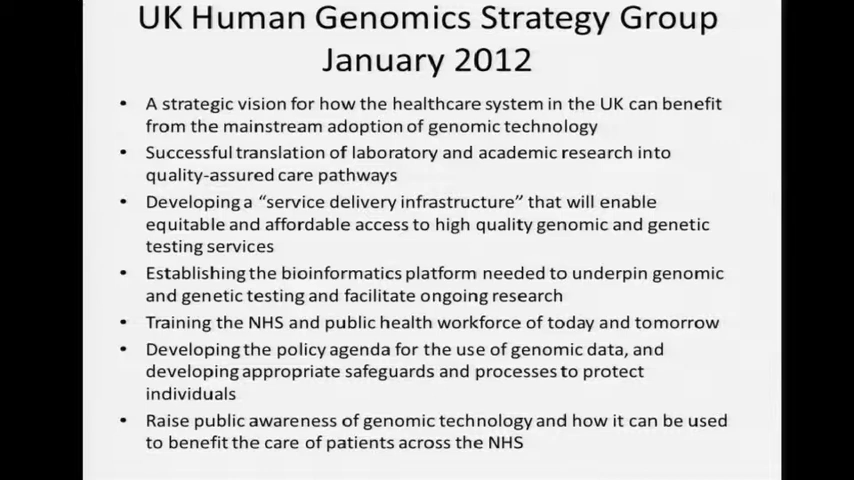 UK Human Genomics Strategy Group
January 2012
• A strategic vision for how the healthcare system in the UK can benefit
from the mainstream adoption of genomic technology
• Successful translation of laboratory and academic research into
quality-assured care pathways
• Developing a “service delivery infrastructure” that will enable
equitable and affordable access to high quality genomic and genetic
testing services
• Establishing the bioinformatics platform needed to underpin genomic
and genetic testing and facilitate ongoing research
• Training the NHS and public health workforce of today and tomorrow
• Developing the policy agenda for the use of genomic data, and
developing appropriate safeguards and processes to protect
individuals
• Raise public awareness of genomic technology and how it can be used
to benefit the care of patients across the NHS